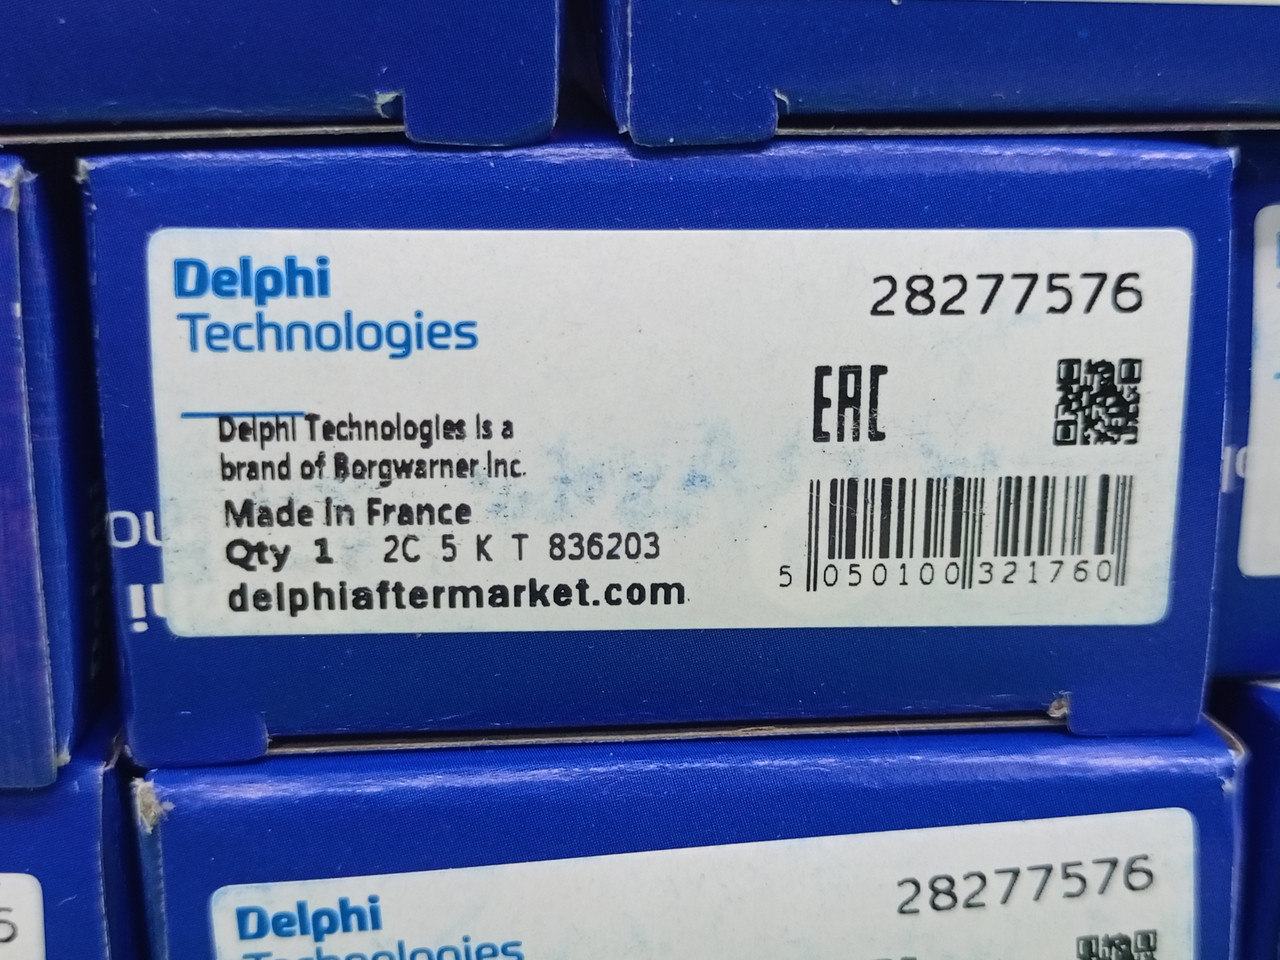 Delphi
Technologies
28277576
EAC
Delphi Technologies is a
brand of Borgwarner Inc.
Made In France
Qty 1 2C 5 K T 836203
delphiaftermarket.com
5 050100 321760
28277576
Delphi
Technologies